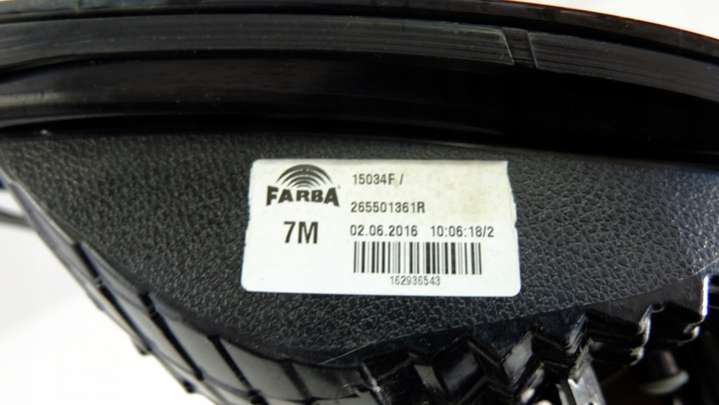 FARBA
7M
15034F /
265501361R
02.06.2016 10:06:18/2
162936543